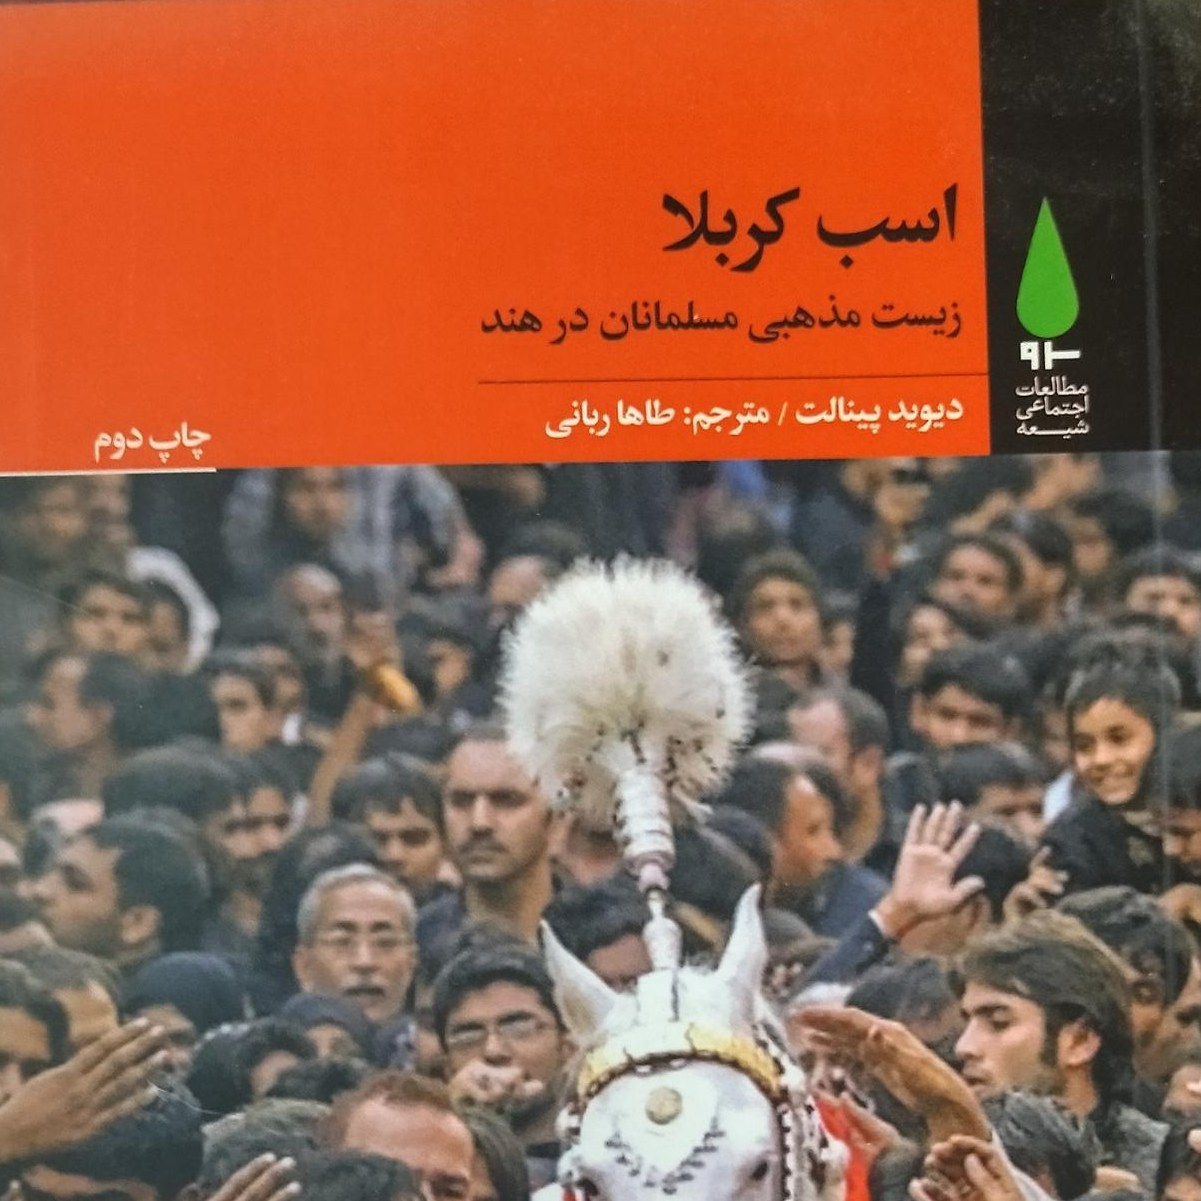 اسب کربلا
زیست مذهبی مسلمانان در هند
دیوید پینالت / مترجم: طاها ربانی
چاپ دوم
۹۲
مطالعات
اجتماعی
شیعه